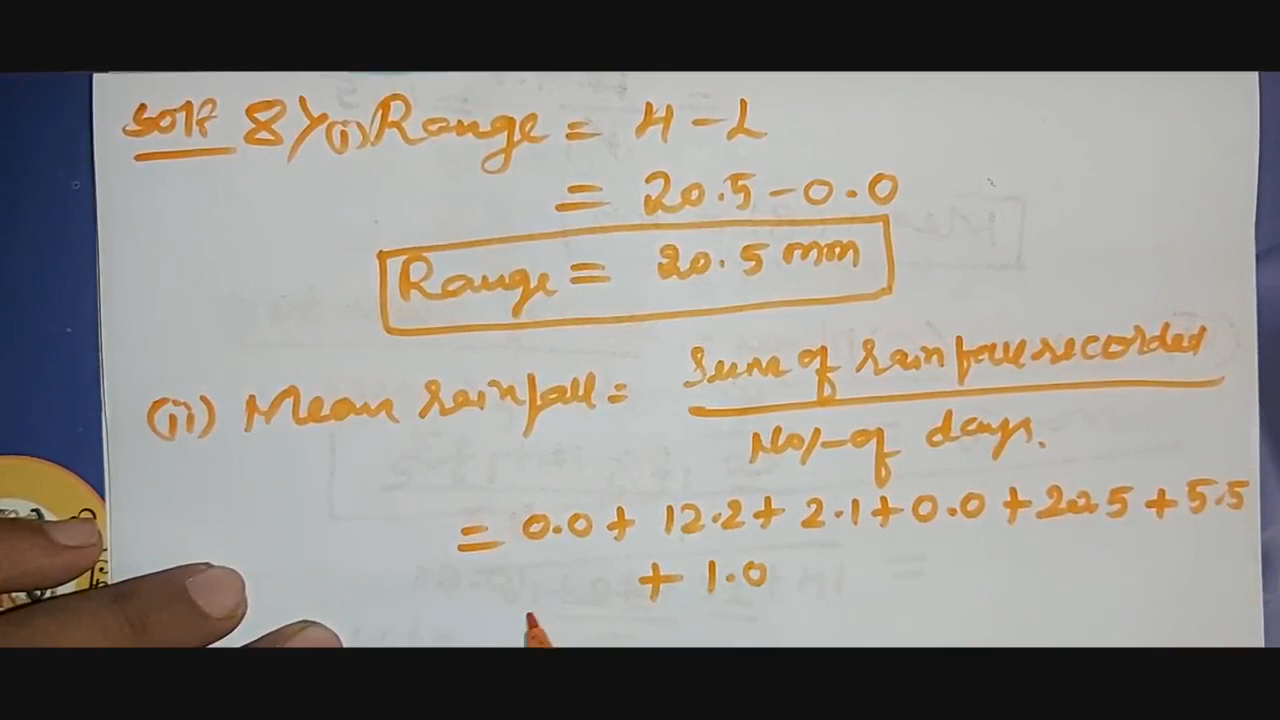 Soln 8) (i) Range = H - L
= 20.5 - 0.0
Range = 20.5 mm
(ii) Mean rainfall = Sum of rainfall recorded
No/- of days.
= 0.0 + 12.2 + 2.1 + 0.0 + 20.5 + 5.5
+ 1.0